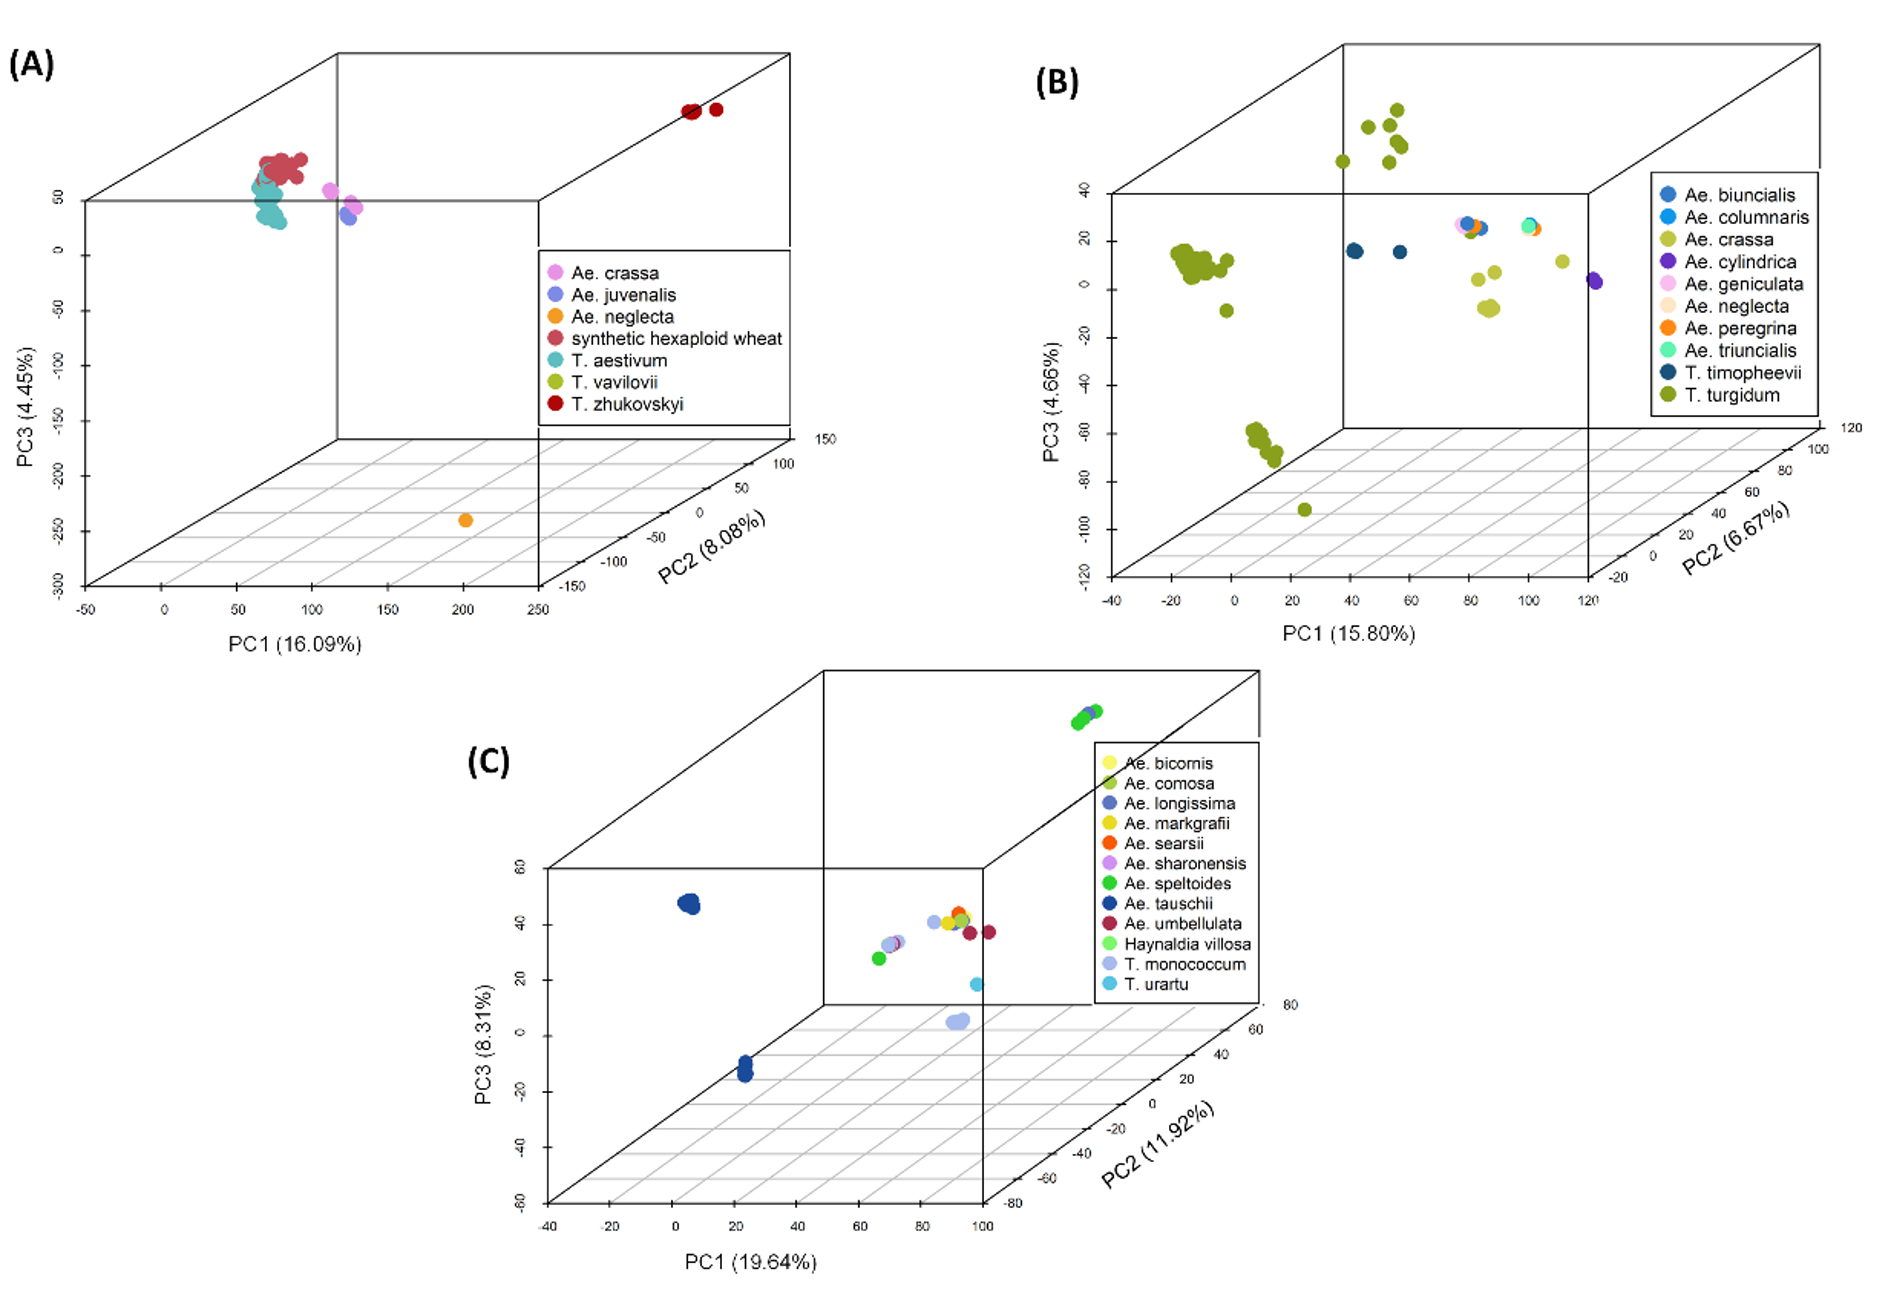 (A)
50
0
-50
-100
-150
-200
-250
-300
PC3 (4.45%)
-50
0
50
100
150
200
250
PC1 (16.09%)
-150
-100
-50
0
50
100
150
PC2 (8.08%)
Ae. crassa
Ae. juvenalis
Ae. neglecta
synthetic hexaploid wheat
T. aestivum
T. vavilovii
T. zhukovskyi
(B)
40
20
0
-20
-40
-60
-80
-100
-120
PC3 (4.66%)
-40
-20
0
20
40
60
80
100
120
PC1 (15.80%)
-20
0
20
40
60
80
100
120
PC2 (6.67%)
Ae. biuncialis
Ae. columnaris
Ae. crassa
Ae. cylindrica
Ae. geniculata
Ae. neglecta
Ae. peregrina
Ae. triuncialis
T. timopheevii
T. turgidum
(C)
60
40
20
0
-20
-40
-60
PC3 (8.31%)
-40
-20
0
20
40
60
80
100
PC1 (19.64%)
-80
-60
-40
-20
0
20
40
60
80
PC2 (11.92%)
Ae. bicornis
Ae. comosa
Ae. longissima
Ae. markgrafii
Ae. searsii
Ae. sharonensis
Ae. speltoides
Ae. tauschii
Ae. umbellulata
Haynaldia villosa
T. monococcum
T. urartu